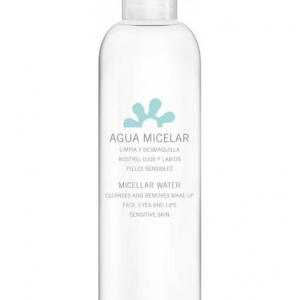 AGUA MICELAR
LIMPIA Y DESMAQUILLA
ROSTRO, OJOS Y LABIOS
PIELES SENSIBLES
MICELLAR WATER
CLEANSES AND REMOVES MAKE UP
FACE, EYES AND LIPS
SENSITIVE SKIN